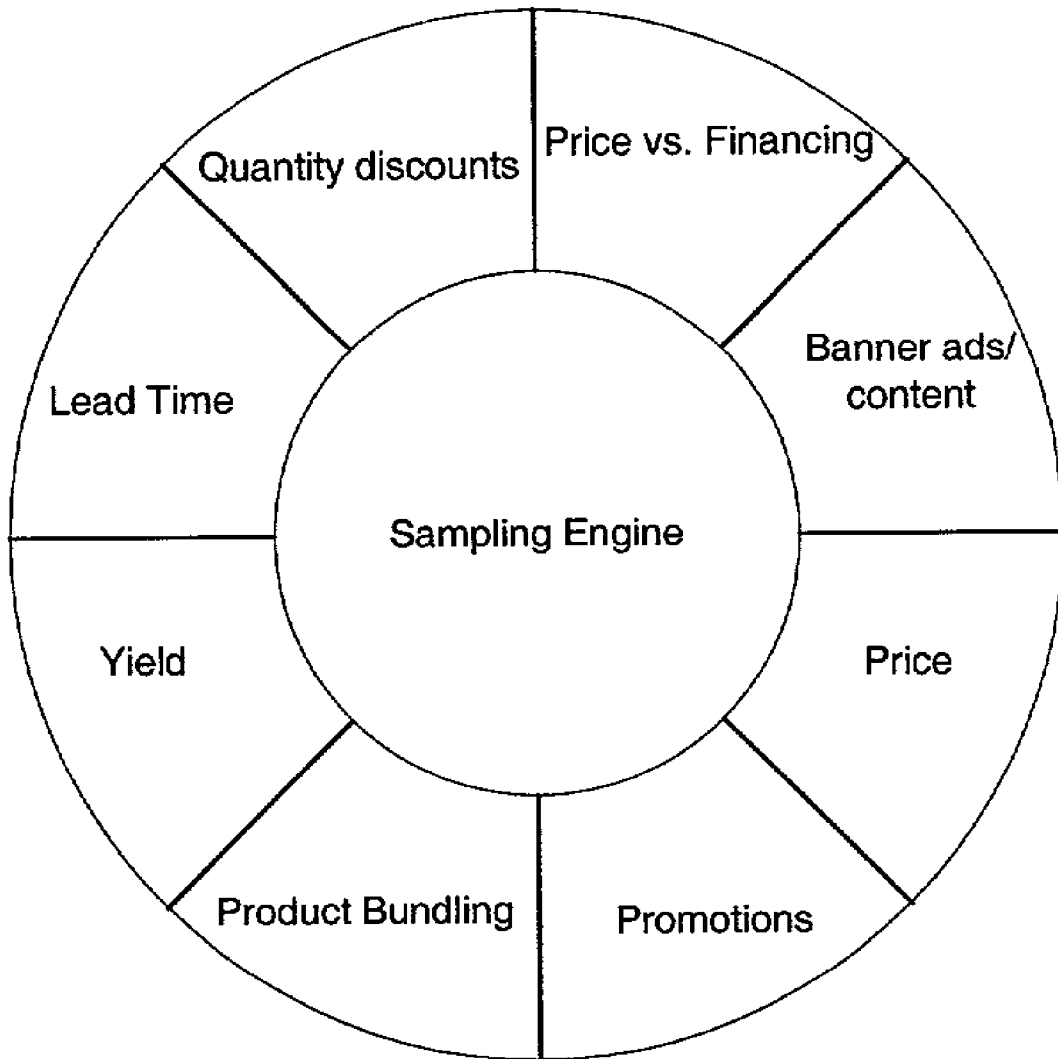 Quantity discounts
Price vs. Financing
Banner ads/
content
Lead Time
Sampling Engine
Yield
Price
Product Bundling
Promotions